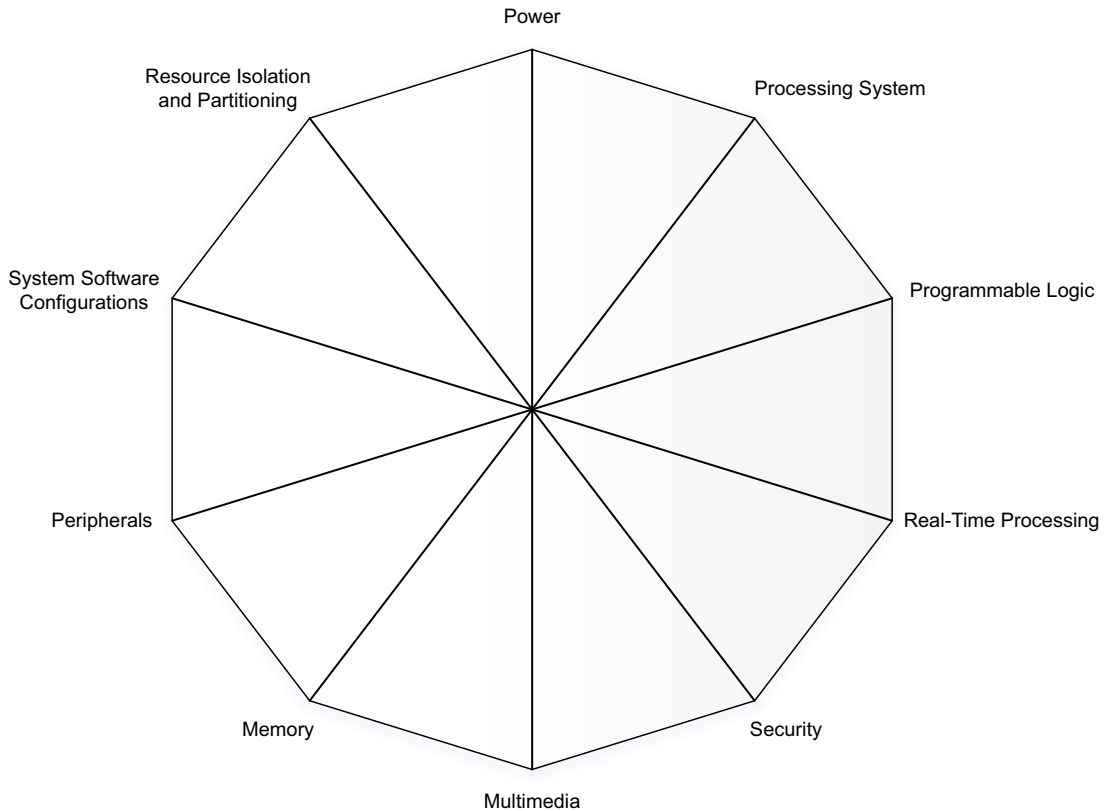 Power
Resource Isolation
and Partitioning
Processing System
System Software
Configurations
Programmable Logic
Peripherals
Real-Time Processing
Memory
Security
Multimedia